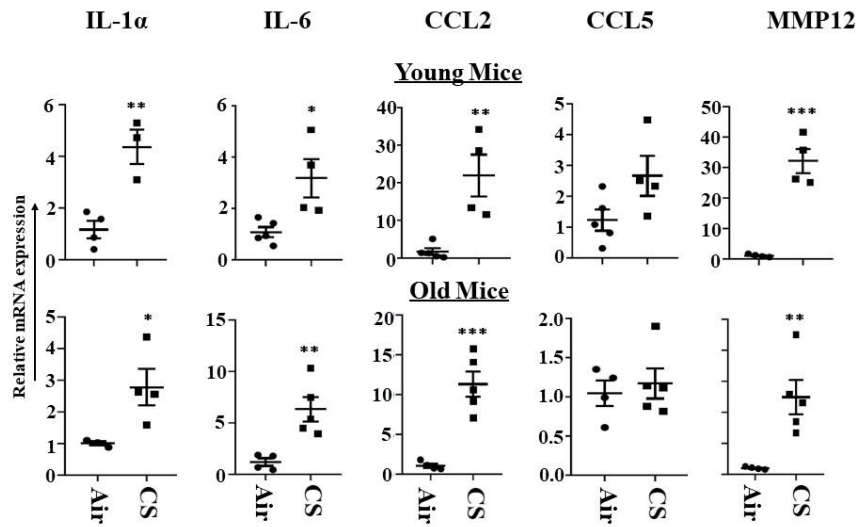 IL-1α IL-6 CCL2 CCL5 MMP12
Young Mice
Relative mRNA expression
6 4 2 0
**
6 4 2 0
*
40 30 20 10 0
**
5 4 3 2 1 0
50 40 30 20 10 0
***
Old Mice
5 4 3 2 1 0
*
15 10 5 0
**
15 10 5 0
***
2.0 1.5 1.0 0.5 0.0
**
Air CS Air CS Air CS Air CS Air CS